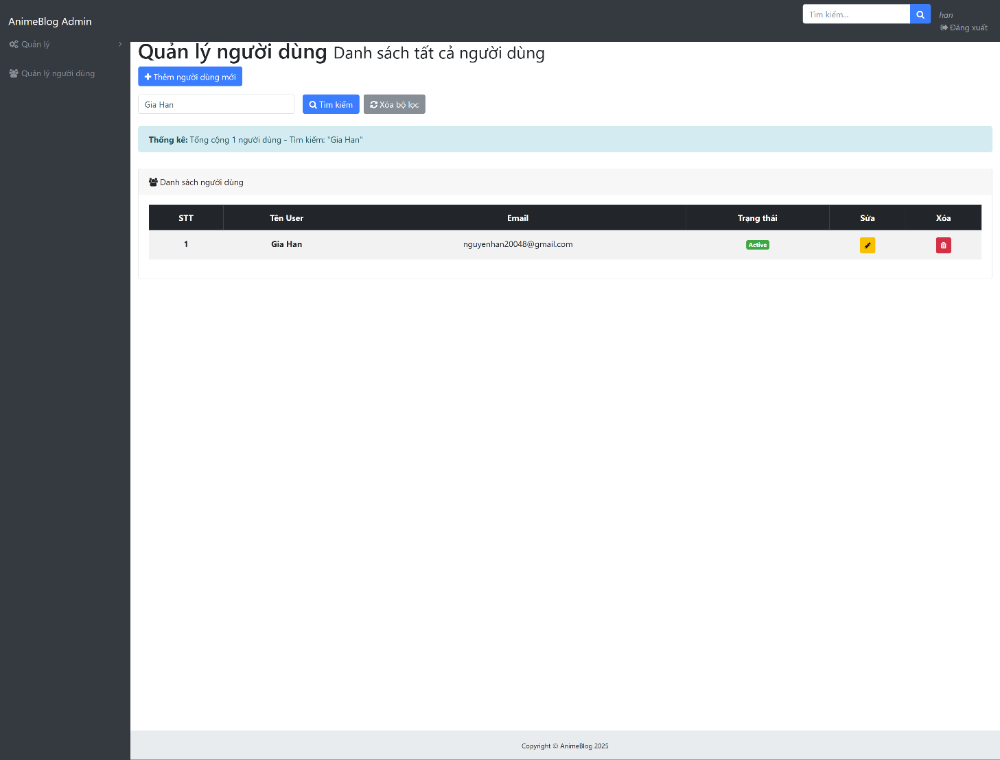 AnimeBlog Admin
Tìm kiếm...
han
Đăng xuất
Quản lý
Quản lý người dùng
Quản lý người dùng Danh sách tất cả người dùng
Thêm người dùng mới
Gia Han
Tìm kiếm
Xóa bộ lọc
Thống kê: Tổng cộng 1 người dùng - Tìm kiếm: "Gia Han"
Danh sách người dùng
STT Tên User Email Trạng thái Sửa Xóa
1 Gia Han nguyenhan20048@gmail.com Active
Copyright © AnimeBlog 2025